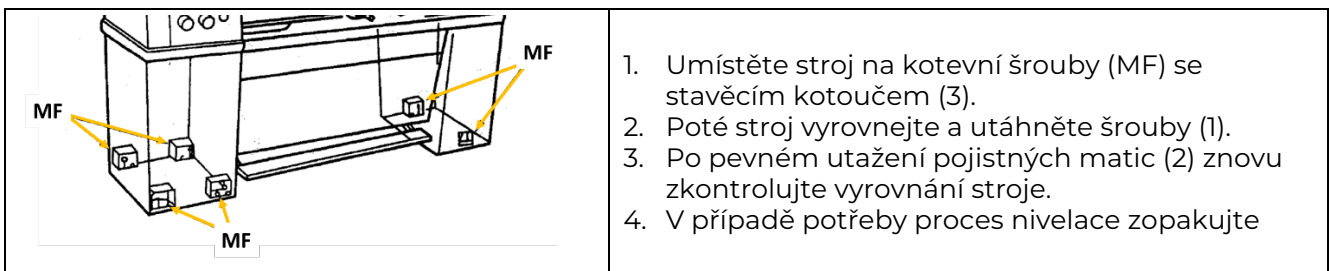 MF
MF
MF
1. Umístěte stroj na kotevní šrouby (MF) se
stavěcím kotoučem (3).
2. Poté stroj vyrovnejte a utáhněte šrouby (1).
3. Po pevném utažení pojistných matic (2) znovu
zkontrolujte vyrovnání stroje.
4. V případě potřeby proces nivelace zopakujte